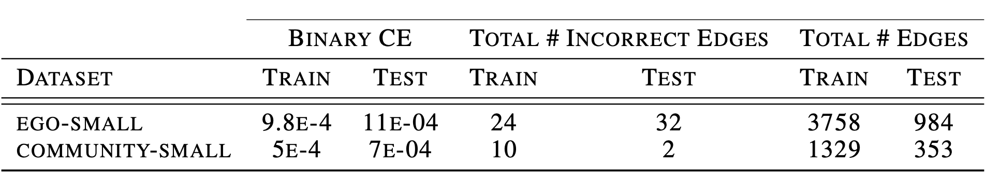 BINARY CE TOTAL # INCORRECT EDGES TOTAL # EDGES
DATASET TRAIN TEST TRAIN TEST TRAIN TEST
EGO-SMALL 9.8E-4 11E-04 24 32 3758 984
COMMUNITY-SMALL 5E-4 7E-04 10 2 1329 353